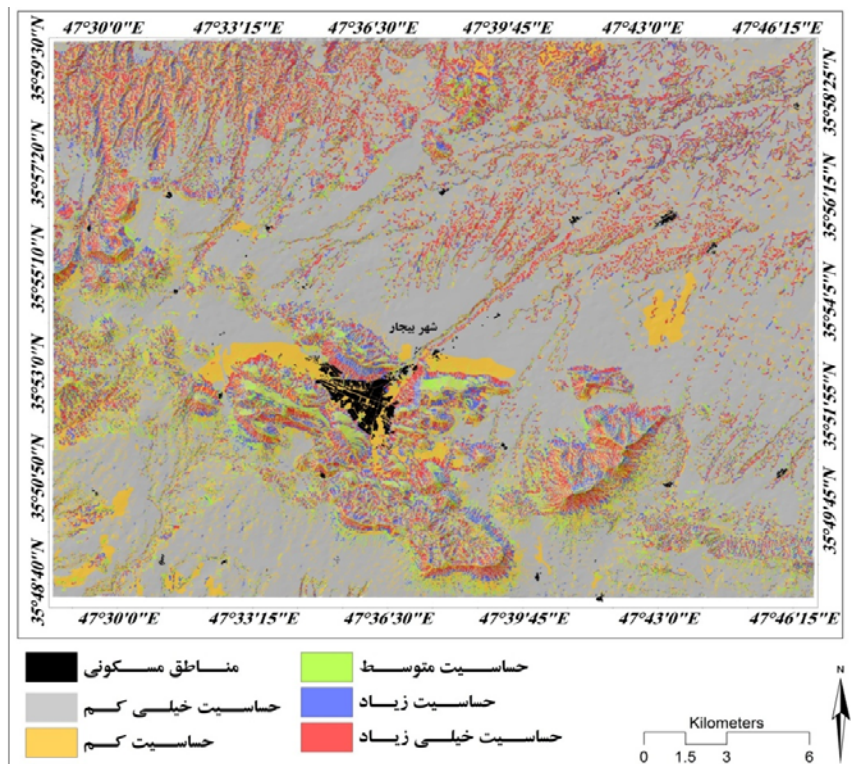 47°30'0"E 47°33'15"E 47°36'30"E 47°39'45"E 47°43'0"E 47°46'15"E
35°59'30"N
35°57'20"N
35°55'10"N
35°53'0"N
35°50'50"N
35°48'40"N
35°58'25"N
35°56'15"N
35°54'5"N
35°51'55"N
35°49'45"N
شهر بیجار
47°30'0"E 47°33'15"E 47°36'30"E 47°39'45"E 47°43'0"E 47°46'15"E
مناطق مسکونی
حساسیت خیلی کم
حساسیت کم
حساسیت متوسط
حساسیت زیاد
حساسیت خیلی زیاد
N
Kilometers
0 1.5 3 6